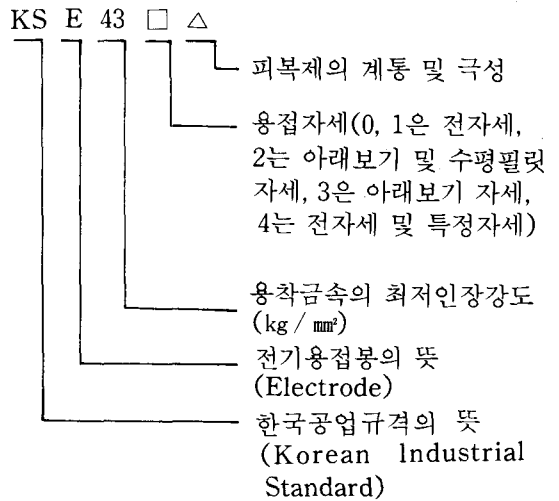 KS E 43 □ △
피복제의 계통 및 극성
용접자세(0, 1은 전자세,
2는 아래보기 및 수평필릿
자세, 3은 아래보기 자세,
4는 전자세 및 특정자세)
용착금속의 최저인장강도
(kg/㎟)
전기용접봉의 뜻
(Electrode)
한국공업규격의 뜻
(Korean Industrial
Standard)